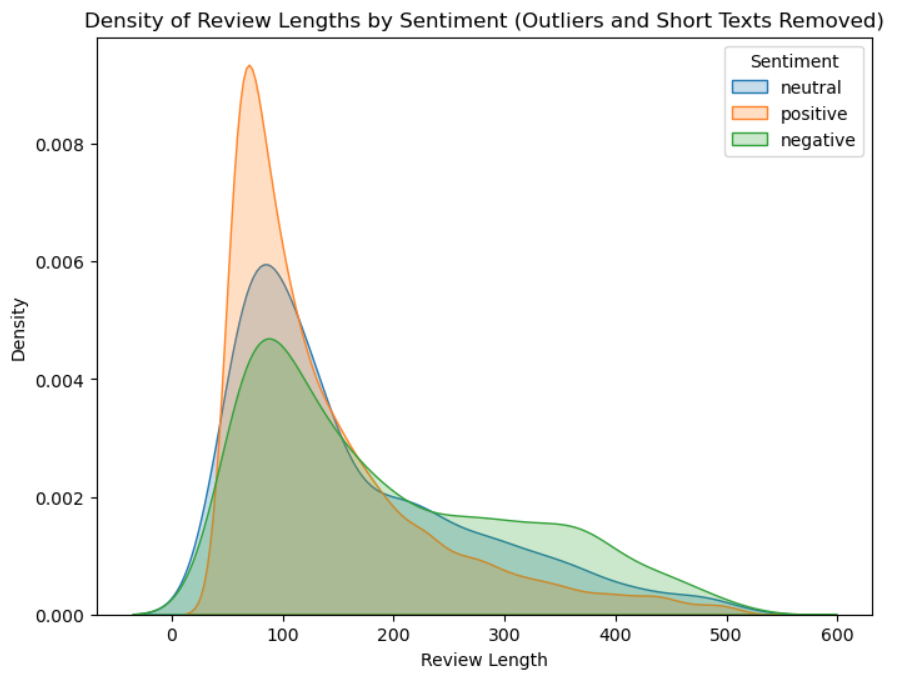 Density of Review Lengths by Sentiment (Outliers and Short Texts Removed)
Sentiment
neutral
positive
negative
Density
0.008
0.006
0.004
0.002
0.000
0 100 200 300 400 500 600
Review Length